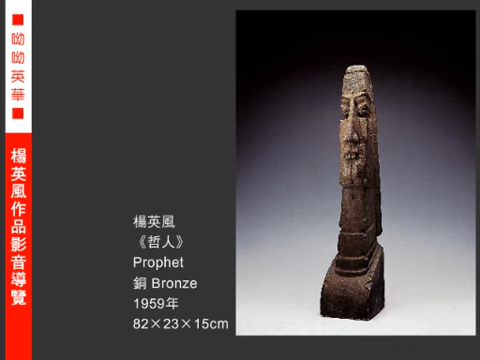 呦呦英華
楊英風作品影音導覽
楊英風
《哲人》
Prophet
銅 Bronze
1959年
82×23×15cm